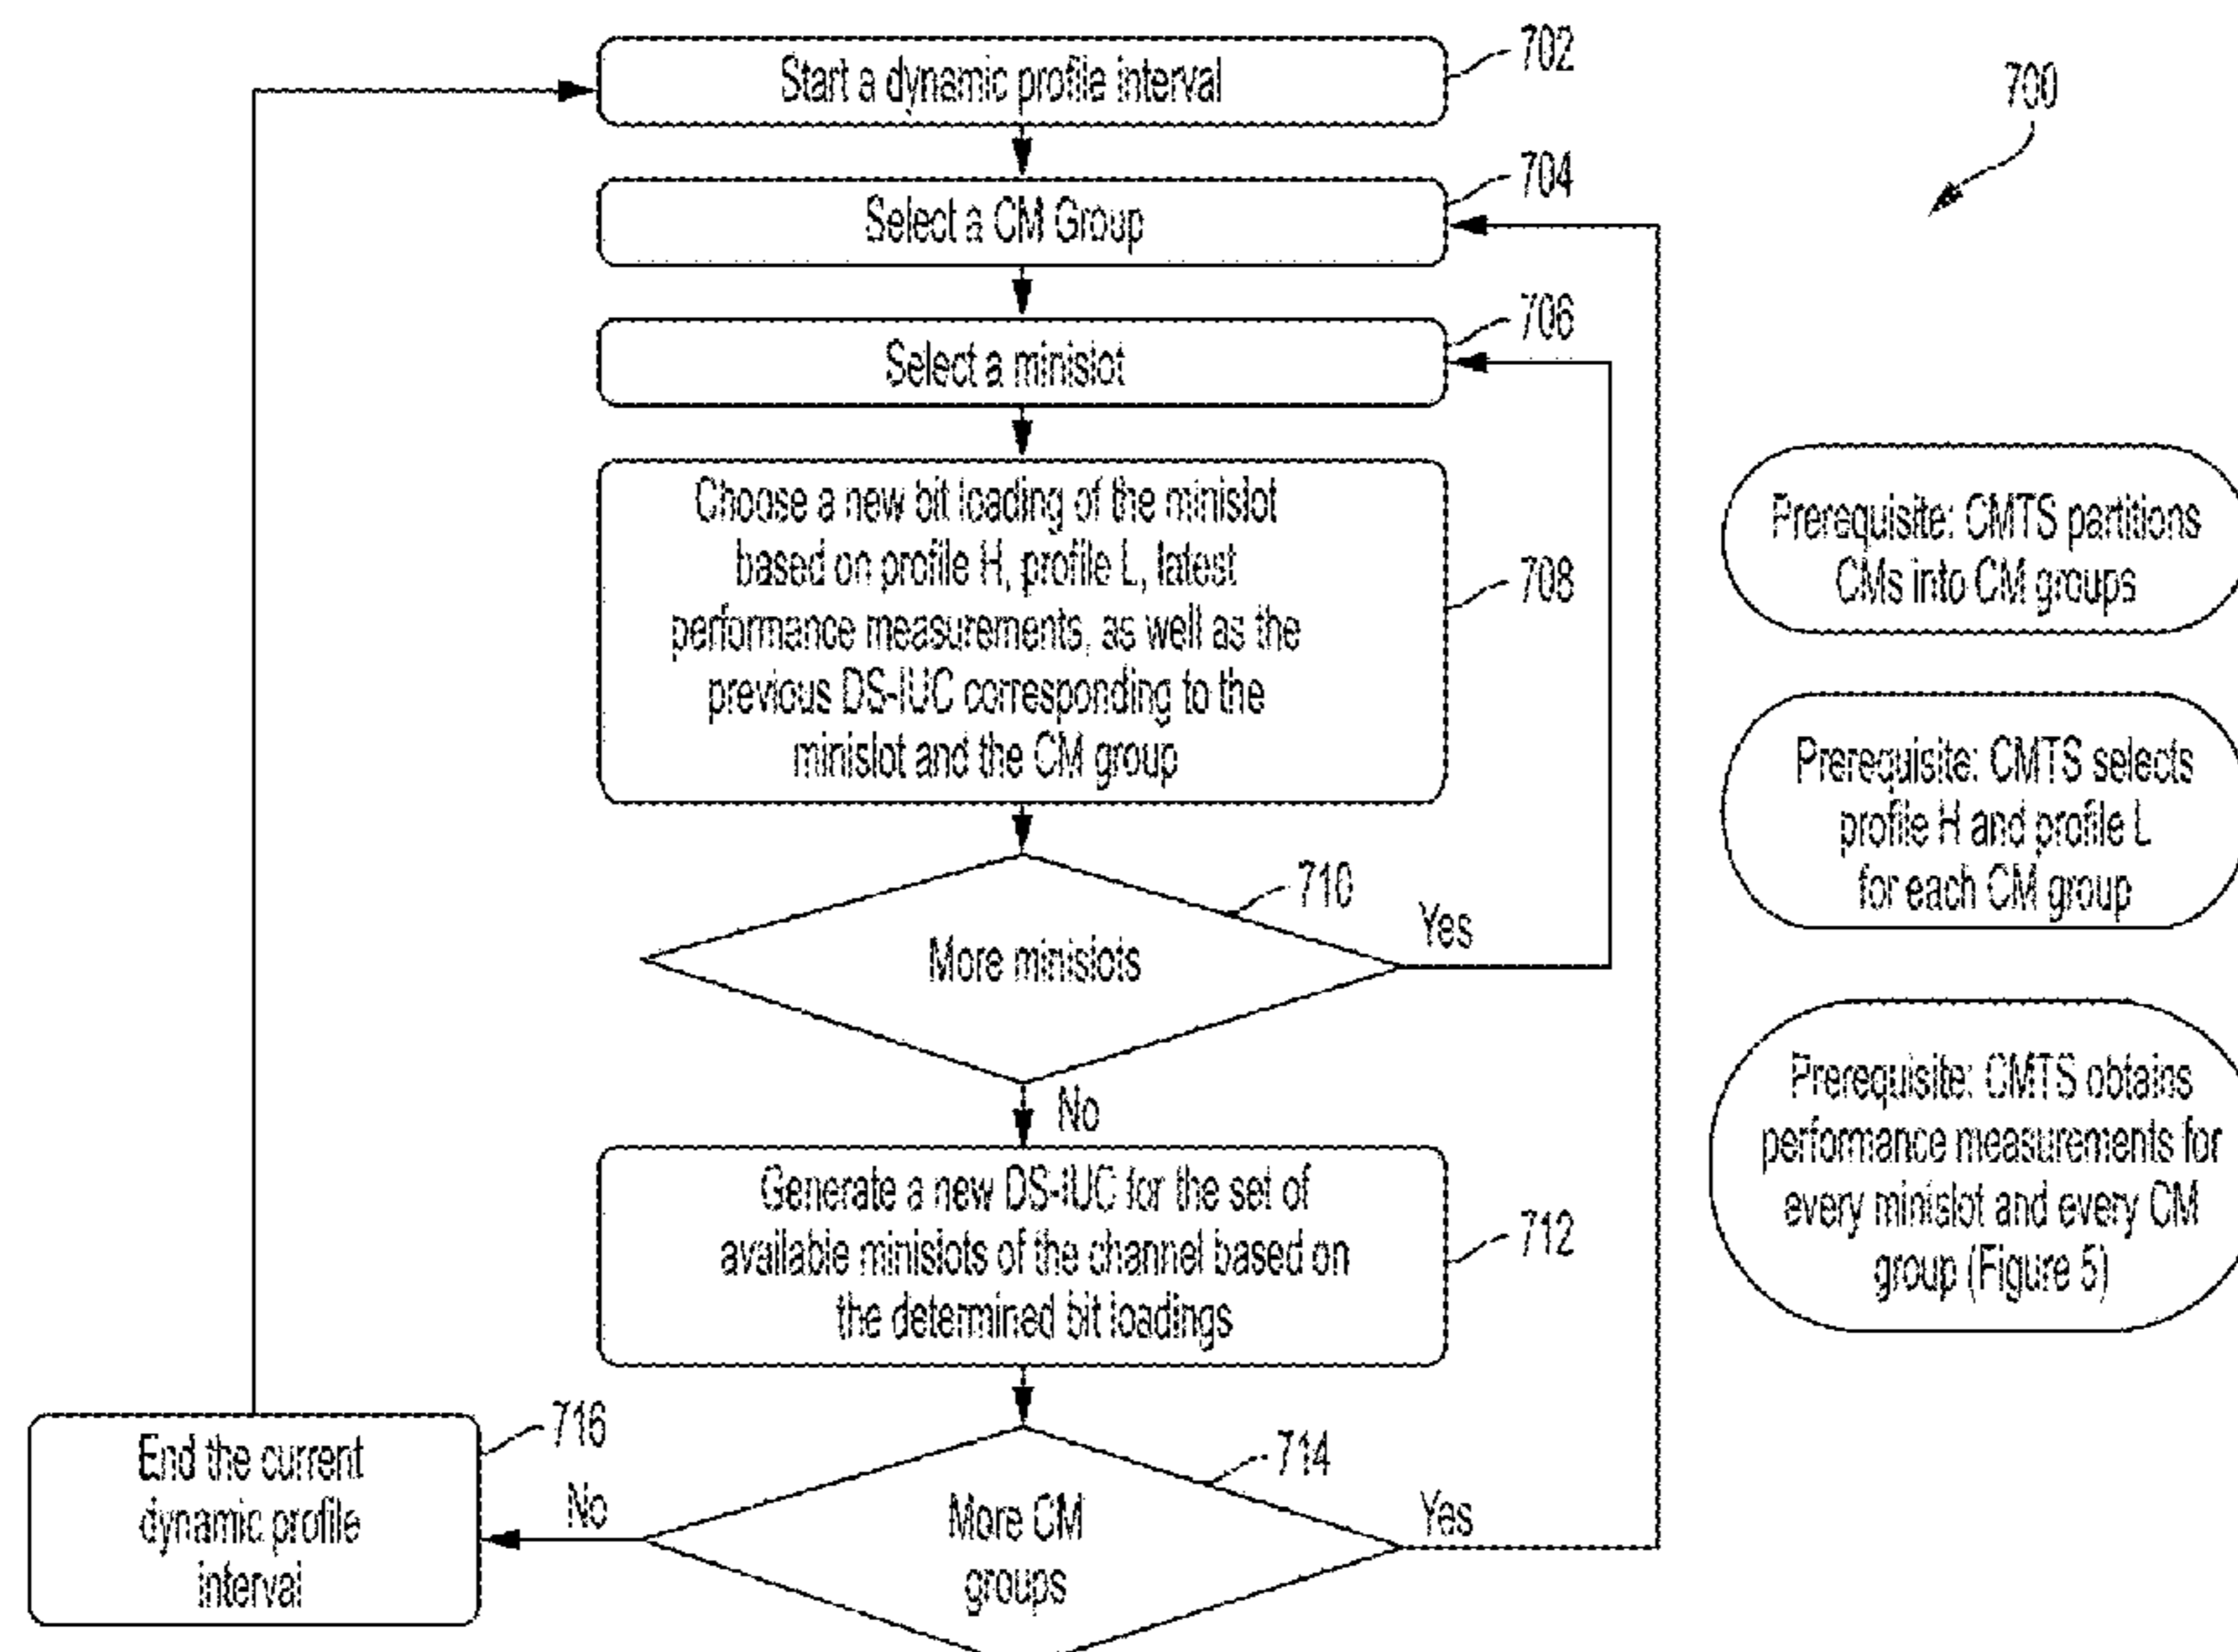 702
Start a dynamic profile interval
700
704
Select a CM Group
706
Select a minislot
Choose a new bit loading of the minislot
based on profile H, profile L, latest
performance measurements, as well as the
previous DS-IUC corresponding to the
minislot and the CM group
708
Prerequisite: CMTS partitions
CMs into CM groups
Prerequisite: CMTS selects
profile H and profile L
for each CM group
710
More minislots
Yes
No
Prerequisite: CMTS obtains
performance measurements for
every minislot and every CM
group (Figure 5)
Generate a new DS-IUC for the set of
available minislots of the channel based on
the determined bit loadings
712
714
More CM
groups
Yes
No
716
End the current
dynamic profile
interval